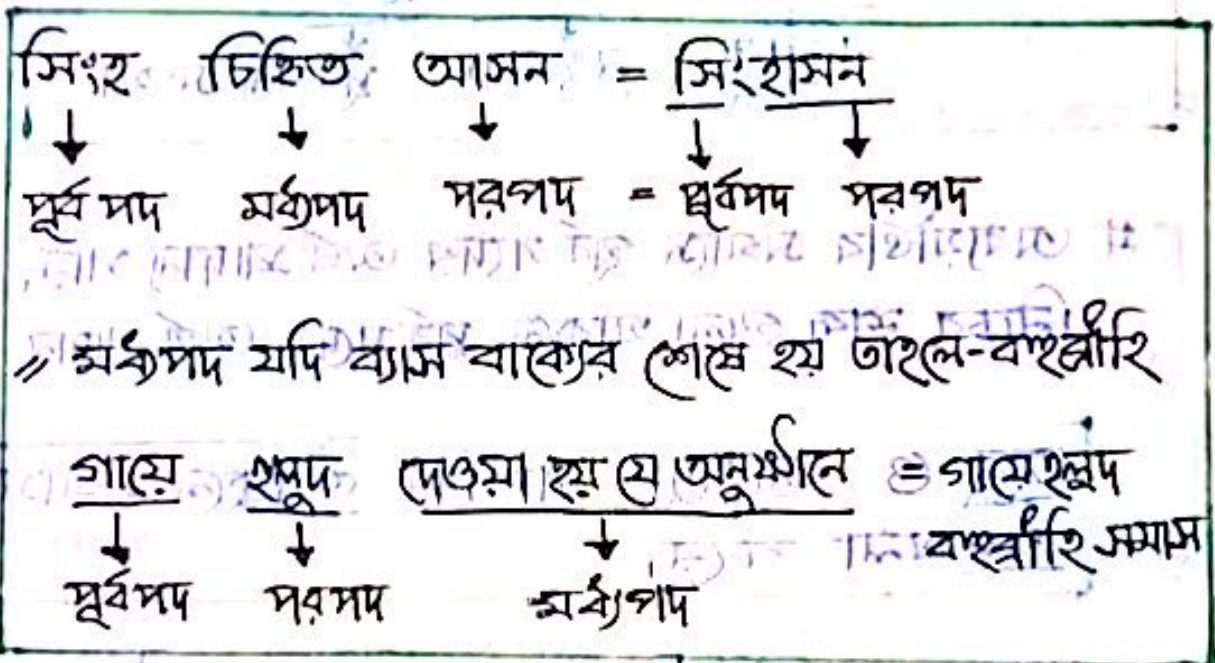 সিংহ চিহ্নিত আসন = সিংহাসন
↓ ↓ ↓ ↓ ↓
পূর্বপদ মধ্যপদ পরপদ = পূর্বপদ পরপদ
// মধ্যপদ যদি ব্যাস বাক্যের শেষে হয় তাহলে-বহুব্রীহি
গায়ে হলুদ দেওয়া হয় যে অনুষ্ঠানে = গায়ে হলুদ
↓ ↓ ↓ বহুব্রীহি সমাস
পূর্বপদ পরপদ মধ্যপদ